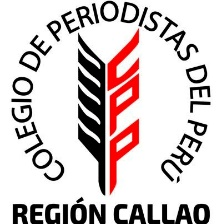 COLEGIO DE PERIODISTAS DEL PERÚ
CPP
REGIÓN CALLAO